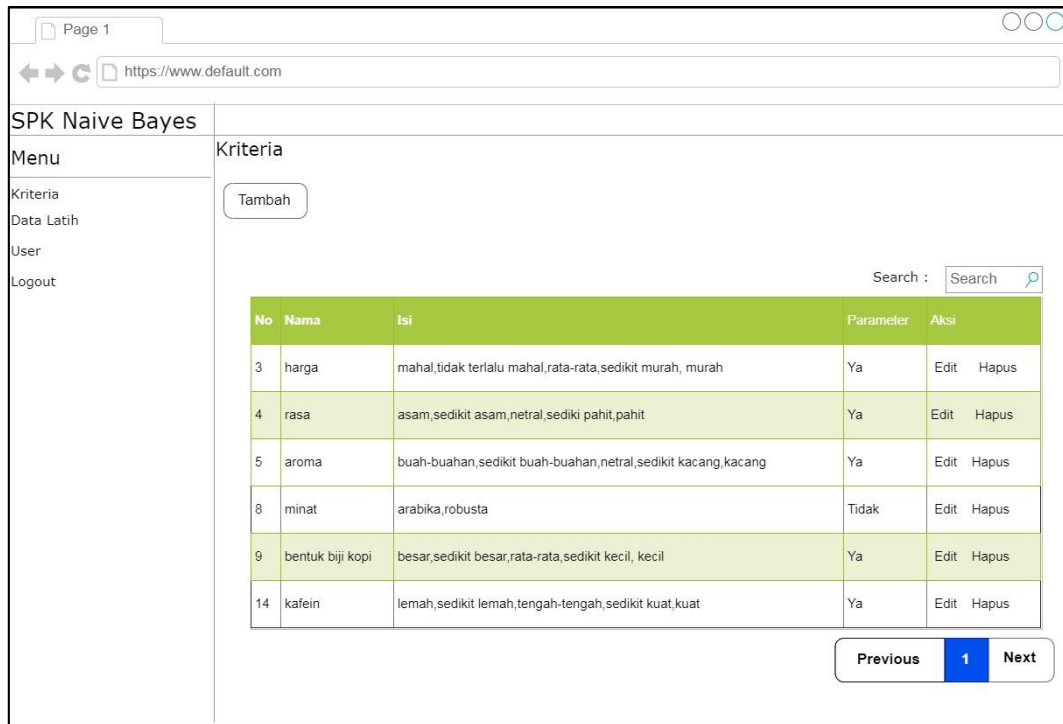 Page 1
https://www.default.com
SPK Naive Bayes
Menu
Kriteria
Data Latih
User
Logout
Kriteria
Tambah
Search : Search
No Nama Isi Parameter Aksi
3 harga mahal,tidak terlalu mahal,rata-rata,sedikit murah, murah Ya Edit Hapus
4 rasa asam,sedikit asam,netral,sediki pahit,pahit Ya Edit Hapus
5 aroma buah-buahan,sedikit buah-buahan,netral,sedikit kacang,kacang Ya Edit Hapus
8 minat arabika,robusta Tidak Edit Hapus
9 bentuk biji kopi besar,sedikit besar,rata-rata,sedikit kecil, kecil Ya Edit Hapus
14 kafein lemah,sedikit lemah,tengah-tengah,sedikit kuat,kuat Ya Edit Hapus
Previous 1 Next